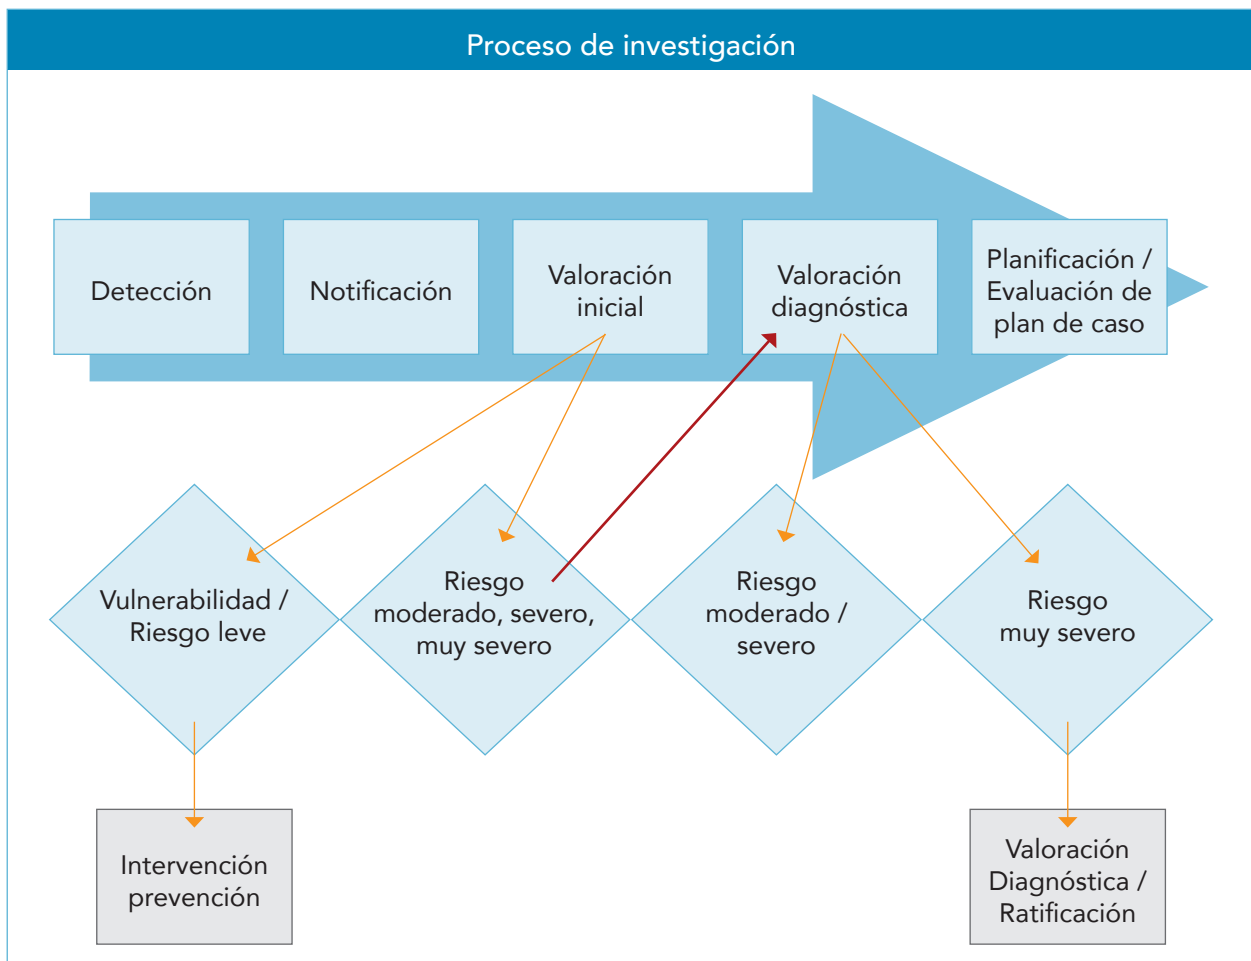 Proceso de investigación
Detección
Notificación
Valoración
inicial
Valoración
diagnóstica
Planificación /
Evaluación de
plan de caso
Vulnerabilidad /
Riesgo leve
Riesgo
moderado, severo,
muy severo
Riesgo
moderado /
severo
Riesgo
muy severo
Intervención
prevención
Valoración
Diagnóstica /
Ratificación